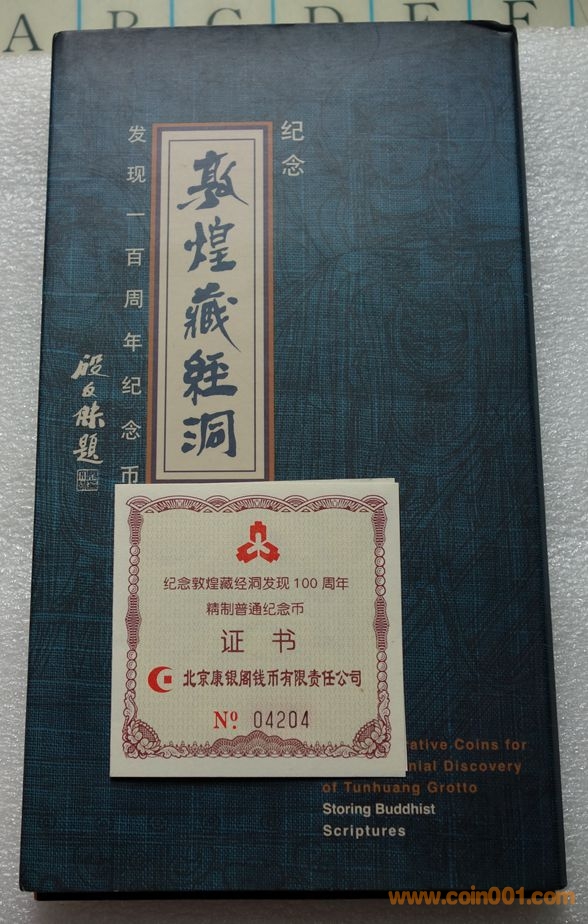 A B C D E F
纪念
敦煌藏经洞
发现一百周年纪念币
段文杰题
纪念敦煌藏经洞发现100周年
精制普通纪念币
证书
北京康银阁钱币有限责任公司
Nº 04204
rative Coins for
nial Discovery
of Tunhuang Grotto
Storing Buddhist
Scriptures
www.coin001.com